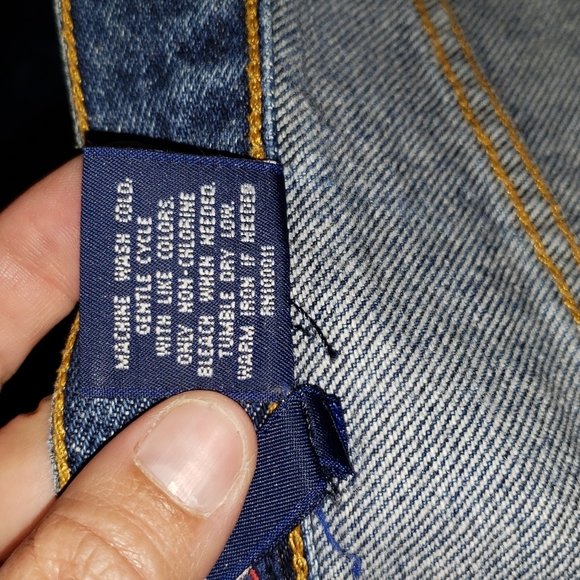 MACHINE WASH COLD,
GENTLE CYCLE
WITH LIKE COLORS.
ONLY NON-CHLORINE
BLEACH WHEN NEEDED.
TUMBLE DRY LOW.
WARM IRON IF NEEDED
RN100011